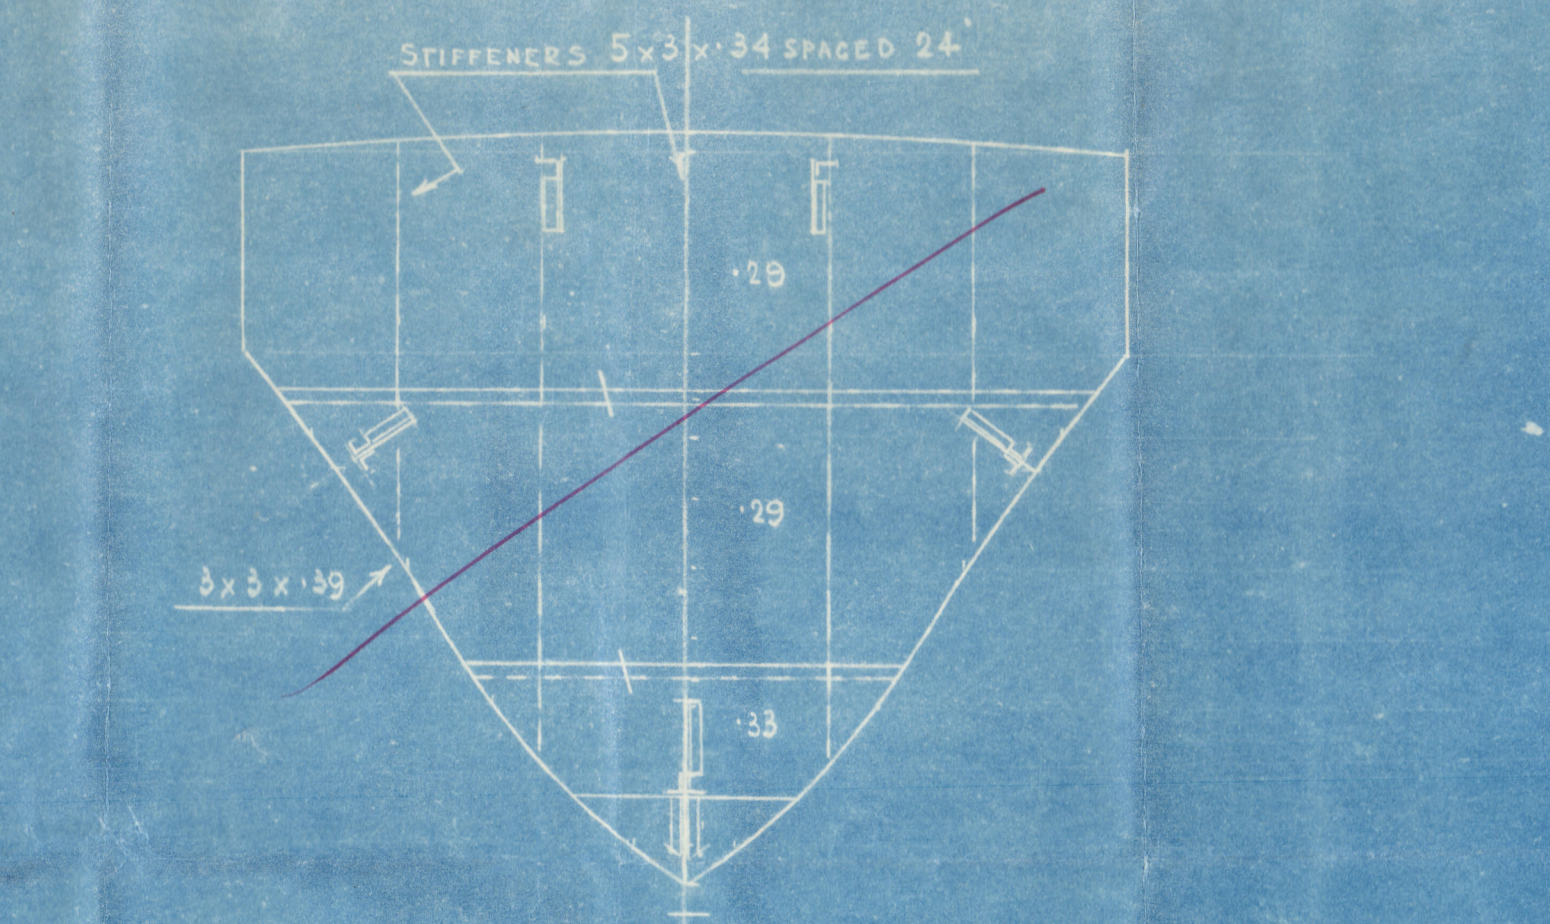 STIFFENERS 5 x 3 x .34 SPACED 24"
.29
.29
3 x 3 x .39
.33